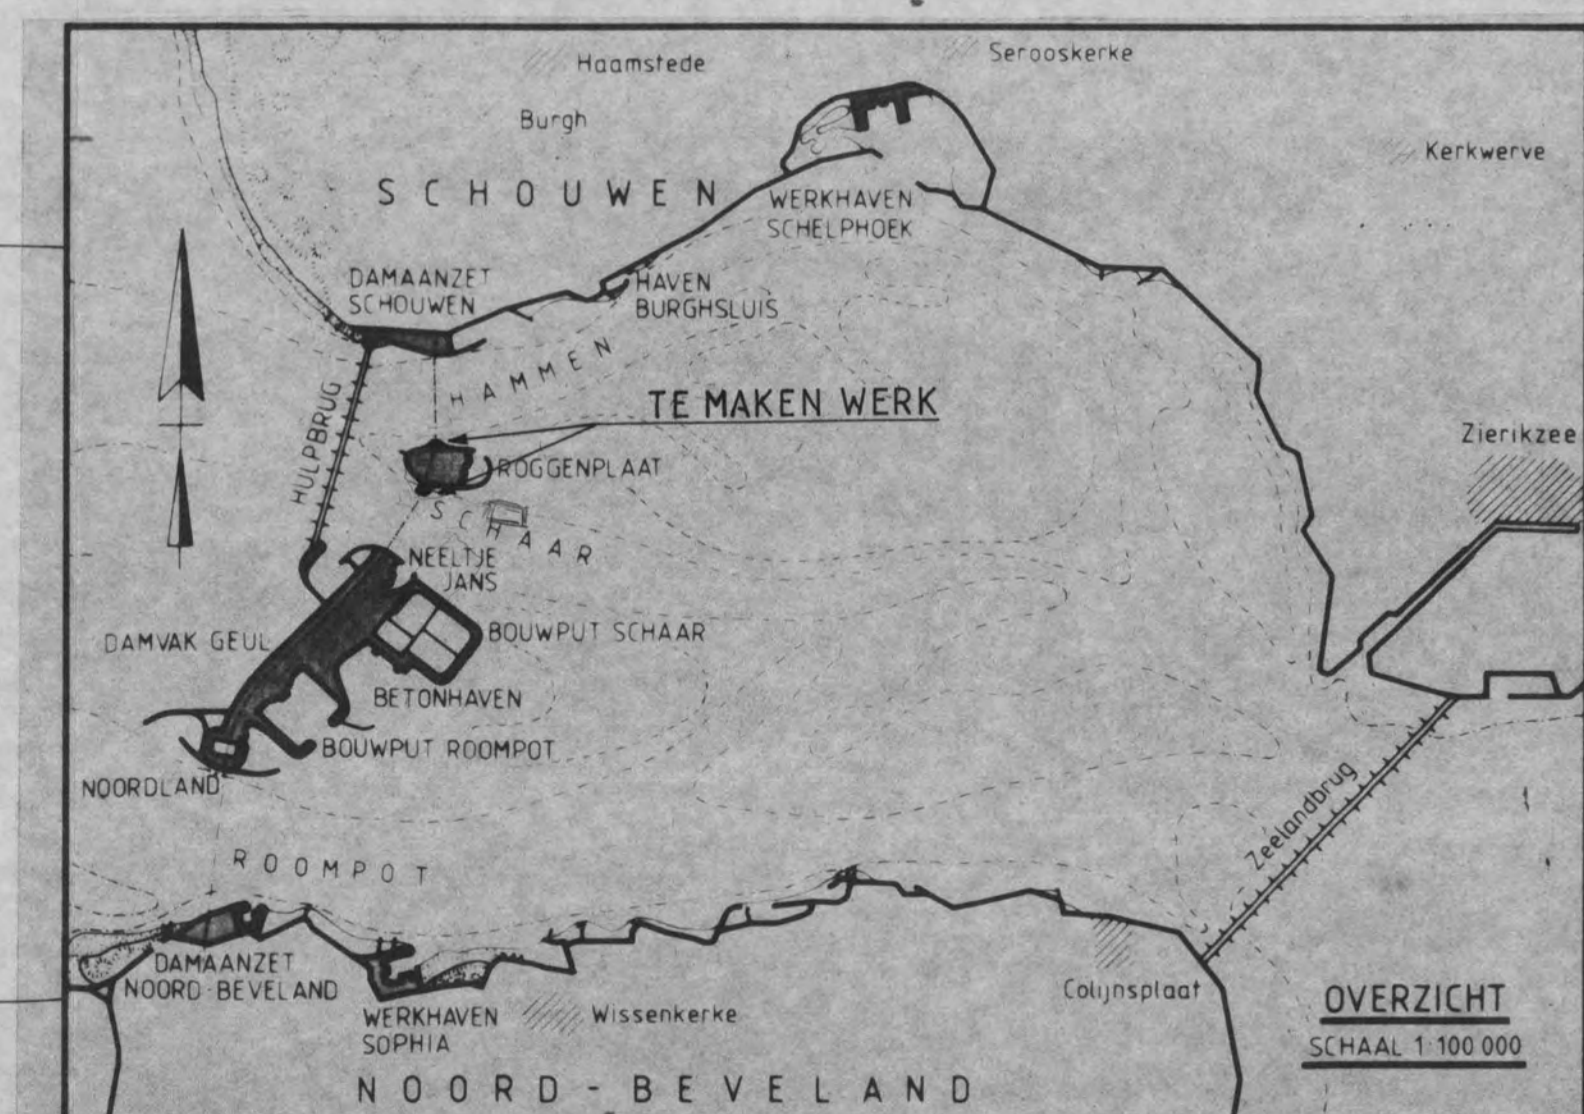 Haamstede
Serooskerke
Burgh
Kerkwerve
SCHOUWEN
WERKHAVEN
SCHELPHOEK
DAMAANZET
SCHOUWEN
HAVEN
BURGHSLUIS
HAMMEN
HULPBRUG
TE MAKEN WERK
Zierikzee
ROGGENPLAAT
SCHAAR
NEELTJE
JANS
DAMVAK GEUL
BOUWPUT SCHAAR
BETONHAVEN
BOUWPUT ROOMPOT
NOORDLAND
Zeelandbrug
ROOMPOT
DAMAANZET
NOORD-BEVELAND
WERKHAVEN
SOPHIA
Wissenkerke
Colijnsplaat
OVERZICHT
SCHAAL 1:100 000
NOORD-BEVELAND